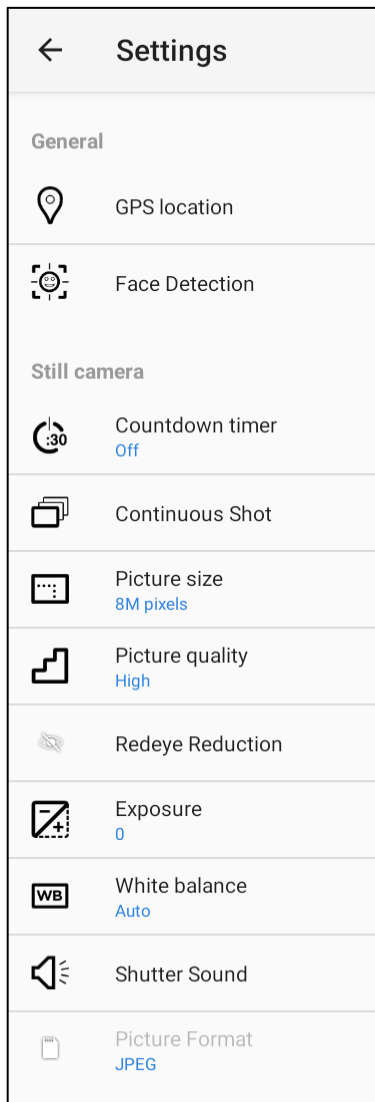 Settings
General
GPS location
Face Detection
Still camera
:30
Countdown timer
Off
Continuous Shot
Picture size
8M pixels
Picture quality
High
Redeye Reduction
Exposure
0
WB
White balance
Auto
Shutter Sound
Picture Format
JPEG